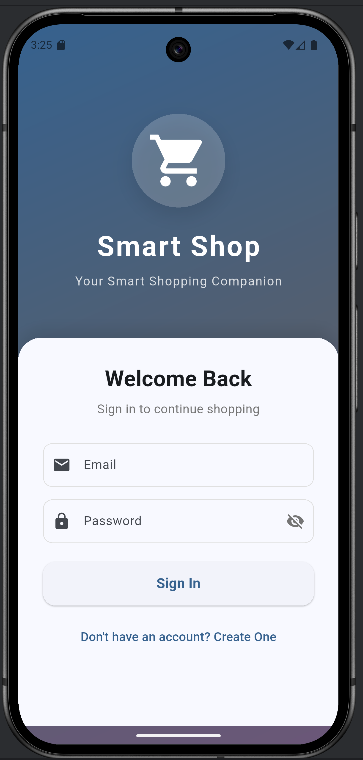 3:25
Smart Shop
Your Smart Shopping Companion
Welcome Back
Sign in to continue shopping
Email
Password
Sign In
Don't have an account? Create One